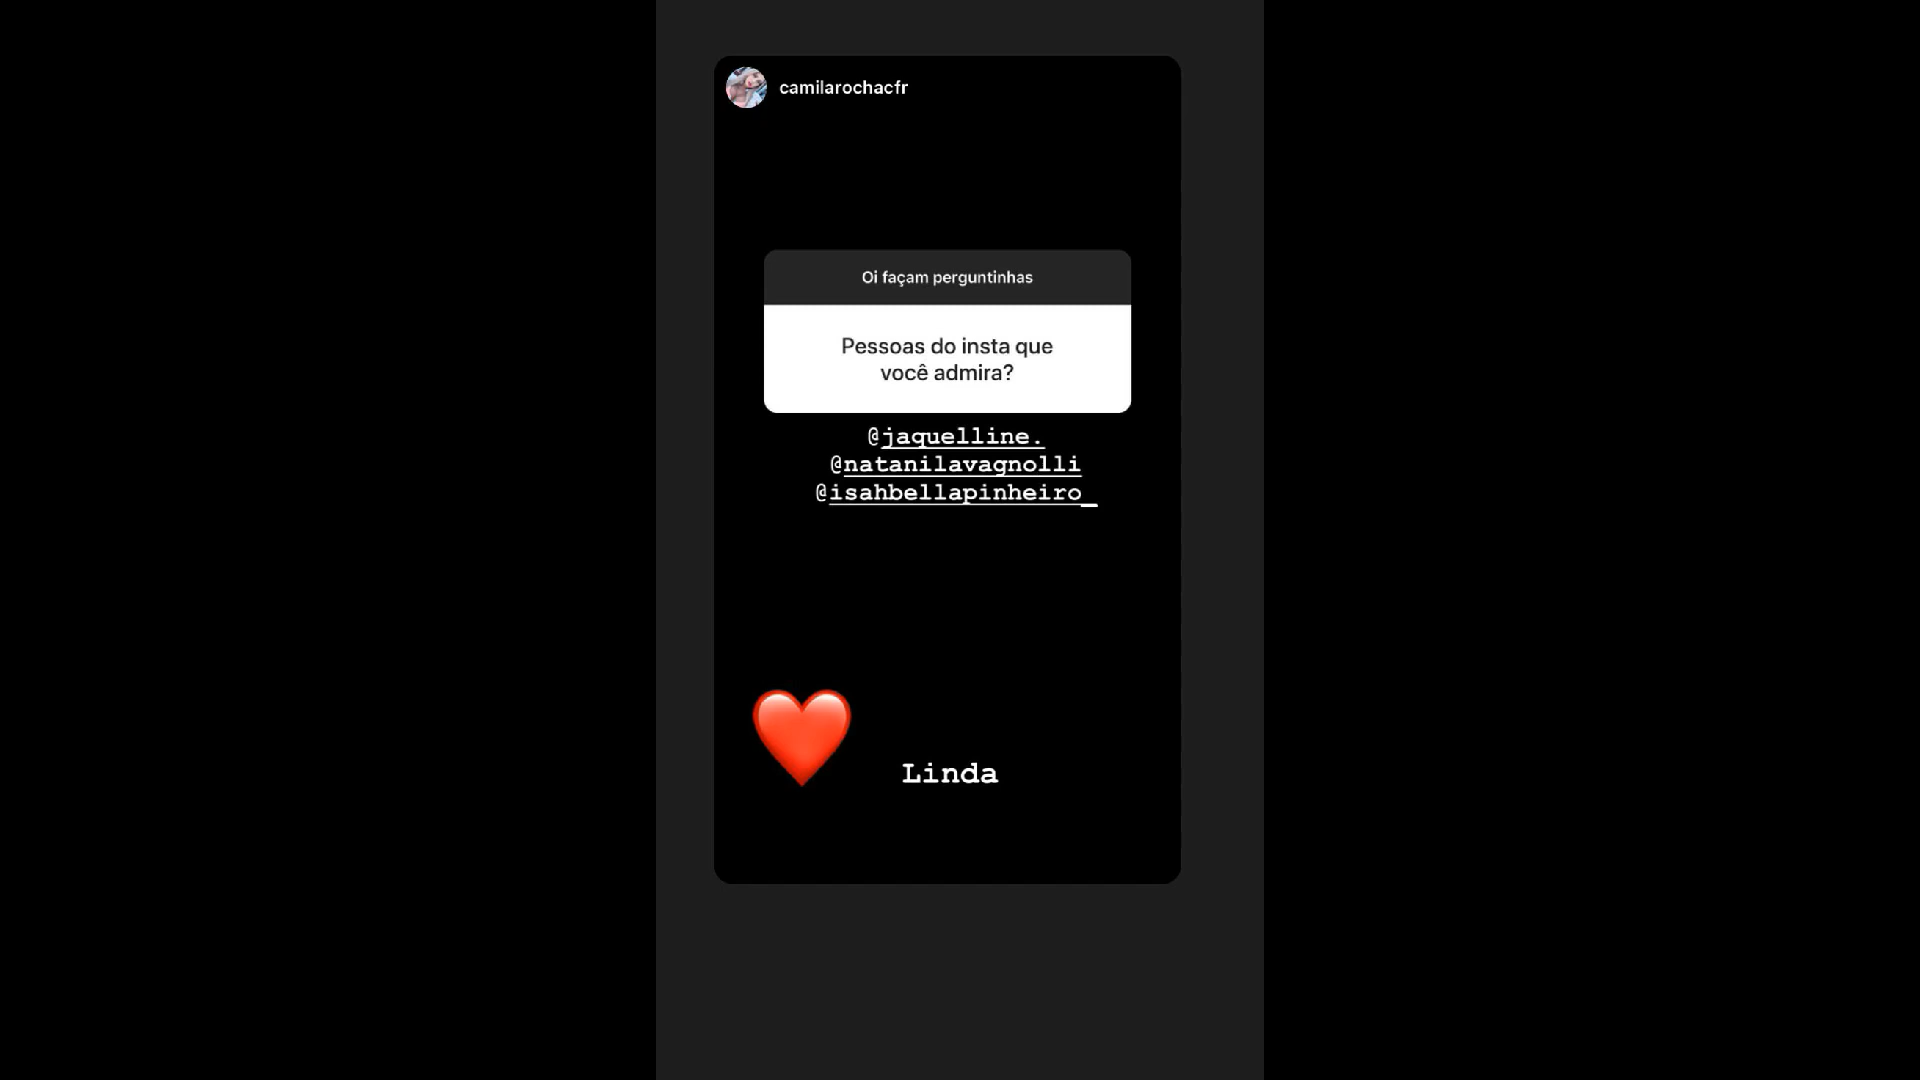 camilarochacfr
Oi façam perguntinhas
Pessoas do insta que
você admira?
@jaquelline.
@natanilavagnolli
@isahbellapinheiro_
Linda